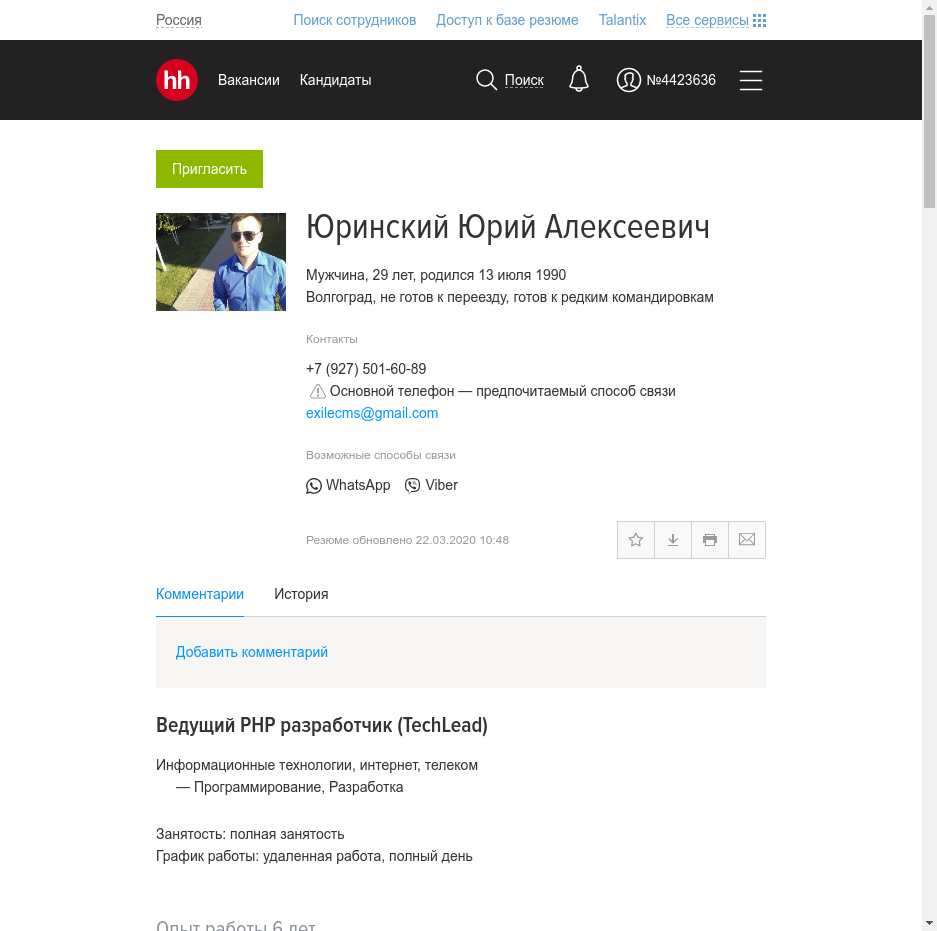 Россия Поиск сотрудников Доступ к базе резюме Talantix Все сервисы
hh Вакансии Кандидаты Поиск №4423636
Пригласить
Юринский Юрий Алексеевич
Мужчина, 29 лет, родился 13 июля 1990
Волгоград, не готов к переезду, готов к редким командировкам
Контакты
+7 (927) 501-60-89
Основной телефон — предпочитаемый способ связи
exilecms@gmail.com
Возможные способы связи
WhatsApp Viber
Резюме обновлено 22.03.2020 10:48
Комментарии История
Добавить комментарий
Ведущий PHP разработчик (TechLead)
Информационные технологии, интернет, телеком
— Программирование, Разработка
Занятость: полная занятость
График работы: удаленная работа, полный день
Опыт работы 6 лет